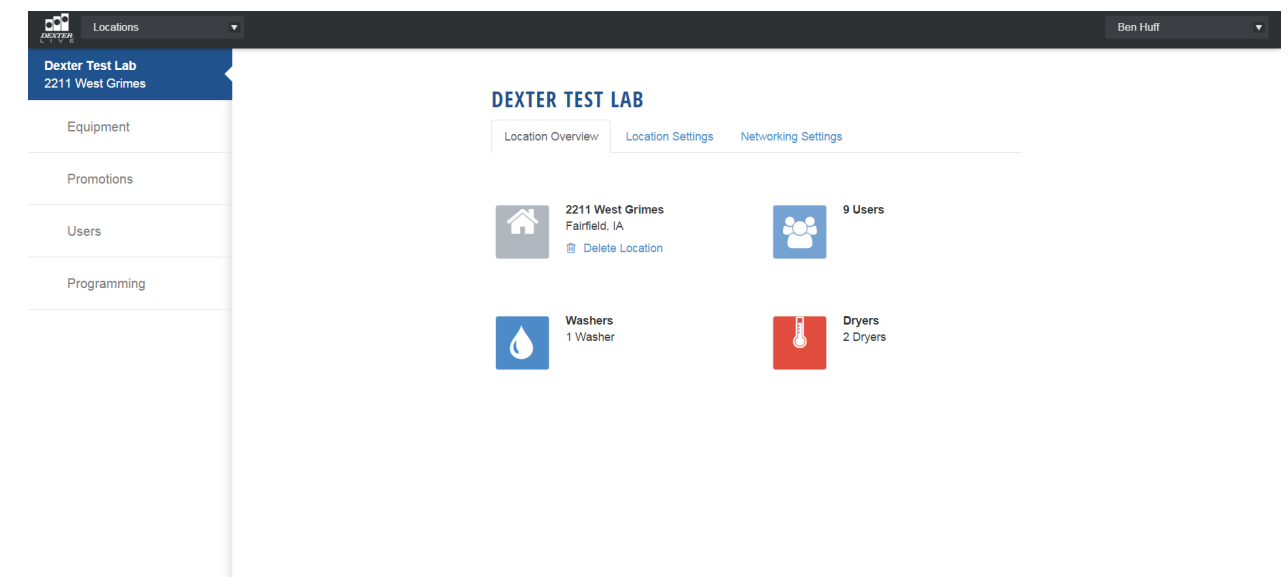 DEXTER
LIVE
Locations
Ben Huff
Dexter Test Lab
2211 West Grimes
Equipment
Promotions
Users
Programming
DEXTER TEST LAB
Location Overview Location Settings Networking Settings
2211 West Grimes
Fairfield, IA
Delete Location
9 Users
Washers
1 Washer
Dryers
2 Dryers